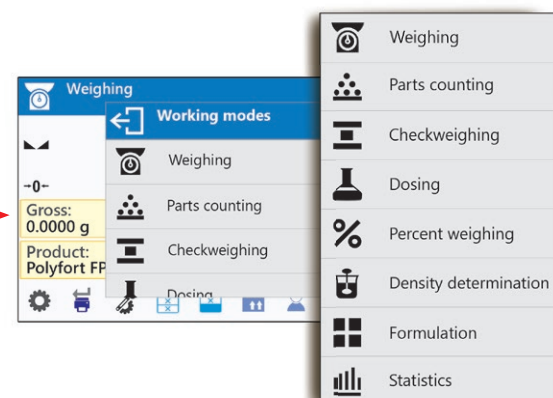 Weighing
Working modes
Weighing
Parts counting
Checkweighing
Dosing
→0←
Gross:
0.0000 g
Product:
Polyfort FP
Weighing
Parts counting
Checkweighing
Dosing
Percent weighing
Density determination
Formulation
Statistics